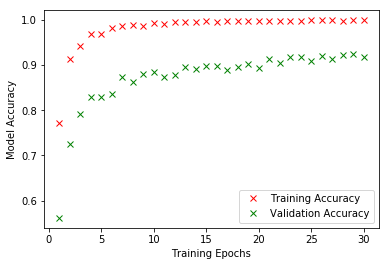 1.0
0.9
0.8
0.7
0.6
Model Accuracy
0 5 10 15 20 25 30
Training Epochs
Training Accuracy
Validation Accuracy